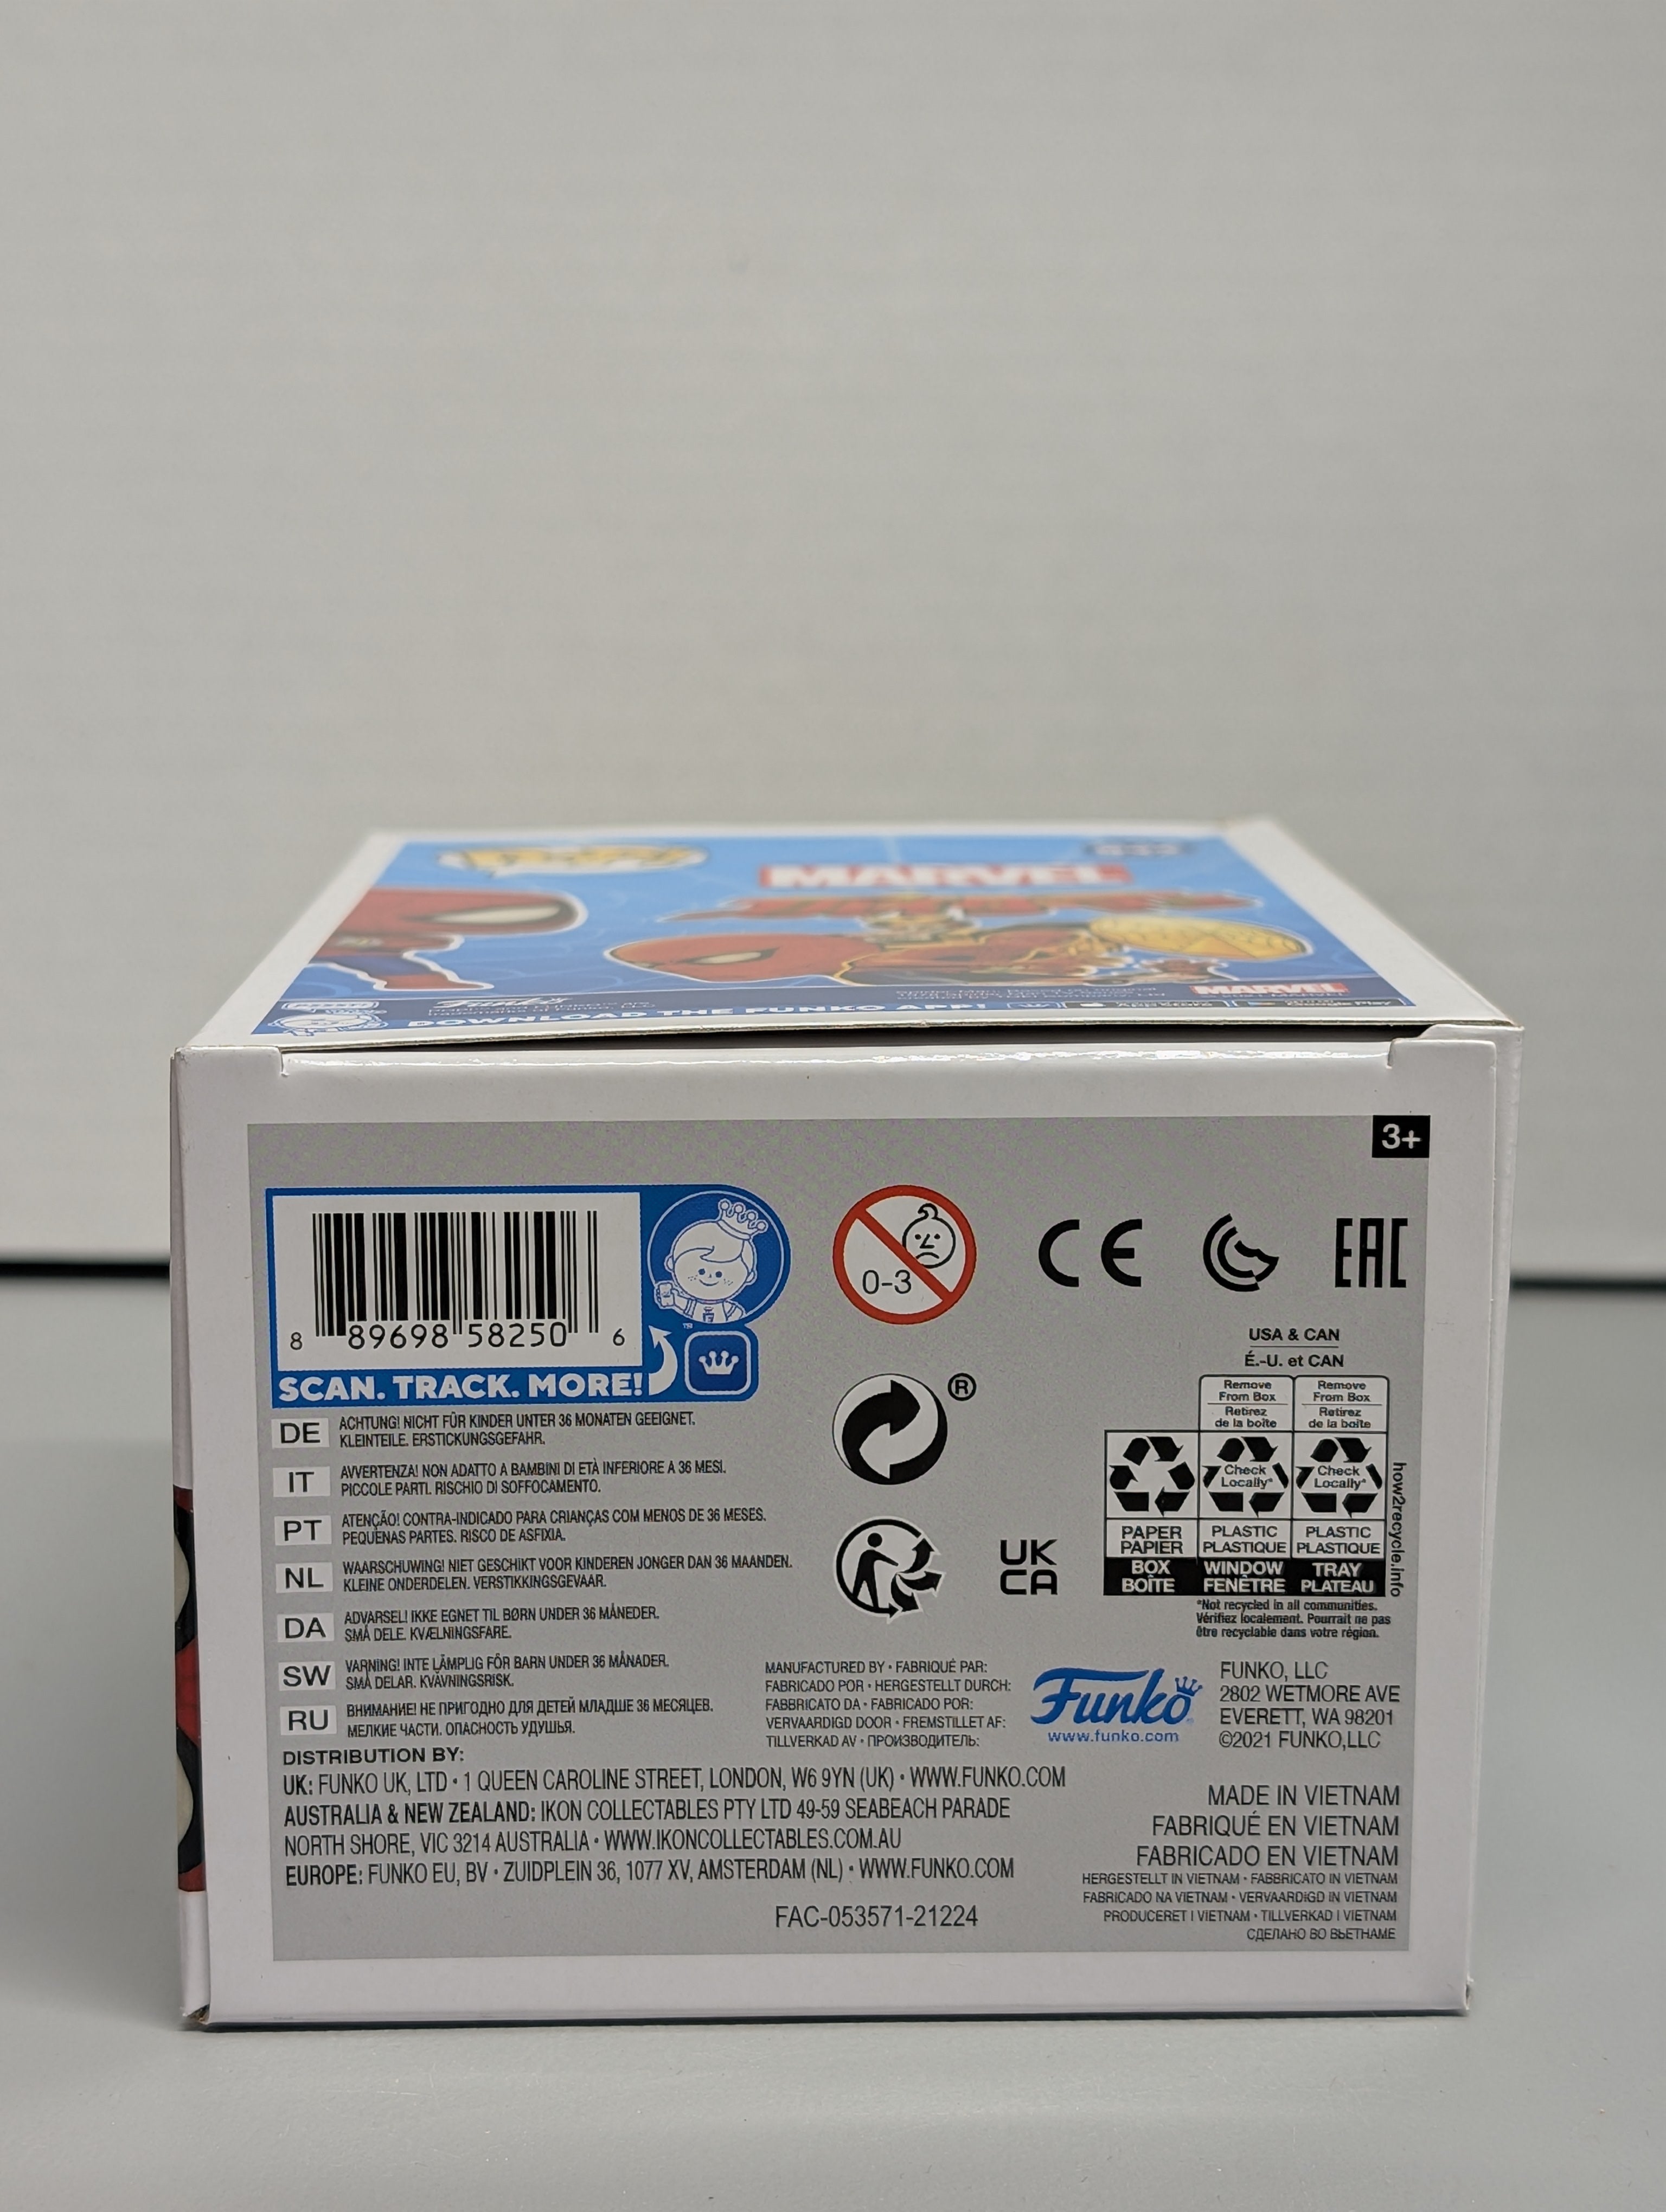 MARVEL
Funko's
MARVEL
DOWNLOAD THE FUNKO APP!
3+
8 89698 58250 6
SCAN. TRACK. MORE!
™
0-3
CE
EAC
®
UK
CA
USA & CAN
É.-U. et CAN
Remove
From Box
Retirez
de la boîte
Remove
From Box
Retirez
de la boîte
Check
Locally*
Check
Locally*
PAPER
PAPIER
BOX
BOÎTE
PLASTIC
PLASTIQUE
WINDOW
FENÊTRE
PLASTIC
PLASTIQUE
TRAY
PLATEAU
how2recycle.info
*Not recycled in all communities.
Vérifiez localement. Pourrait ne pas
être recyclable dans votre région.
DE ACHTUNG! NICHT FÜR KINDER UNTER 36 MONATEN GEEIGNET.
KLEINTEILE. ERSTICKUNGSGEFAHR.
IT AVVERTENZA! NON ADATTO A BAMBINI DI ETÀ INFERIORE A 36 MESI.
PICCOLE PARTI. RISCHIO DI SOFFOCAMENTO.
PT ATENÇÃO! CONTRA-INDICADO PARA CRIANÇAS COM MENOS DE 36 MESES.
PEQUENAS PARTES. RISCO DE ASFIXIA.
NL WAARSCHUWING! NIET GESCHIKT VOOR KINDEREN JONGER DAN 36 MAANDEN.
KLEINE ONDERDELEN. VERSTIKKINGSGEVAAR.
DA ADVARSEL! IKKE EGNET TIL BØRN UNDER 36 MÅNEDER.
SMÅ DELE. KVÆLNINGSFARE.
SW VARNING! INTE LÄMPLIG FÖR BARN UNDER 36 MÅNADER.
SMÅ DELAR. KVÄVNINGSRISK.
RU ВНИМАНИЕ! НЕ ПРИГОДНО ДЛЯ ДЕТЕЙ МЛАДШЕ 36 МЕСЯЦЕВ.
МЕЛКИЕ ЧАСТИ. ОПАСНОСТЬ УДУШЬЯ.
MANUFACTURED BY • FABRIQUÉ PAR:
FABRICADO POR • HERGESTELLT DURCH:
FABBRICATO DA • FABRICADO POR:
VERVAARDIGD DOOR • FREMSTILLET AF:
TILLVERKAD AV • ПРОИЗВОДИТЕЛЬ:
Funko
www.funko.com
FUNKO, LLC
2802 WETMORE AVE
EVERETT, WA 98201
©2021 FUNKO,LLC
DISTRIBUTION BY:
UK: FUNKO UK, LTD • 1 QUEEN CAROLINE STREET, LONDON, W6 9YN (UK) • WWW.FUNKO.COM
AUSTRALIA & NEW ZEALAND: IKON COLLECTABLES PTY LTD 49-59 SEABEACH PARADE
NORTH SHORE, VIC 3214 AUSTRALIA • WWW.IKONCOLLECTABLES.COM.AU
EUROPE: FUNKO EU, BV • ZUIDPLEIN 36, 1077 XV, AMSTERDAM (NL) • WWW.FUNKO.COM
FAC-053571-21224
MADE IN VIETNAM
FABRIQUÉ EN VIETNAM
FABRICADO EN VIETNAM
HERGESTELLT IN VIETNAM • FABBRICATO IN VIETNAM
FABRICADO NA VIETNAM • VERVAARDIGD IN VIETNAM
PRODUCERET I VIETNAM • TILLVERKAD I VIETNAM
СДЕЛАНО ВО ВЬЕТНАМЕ